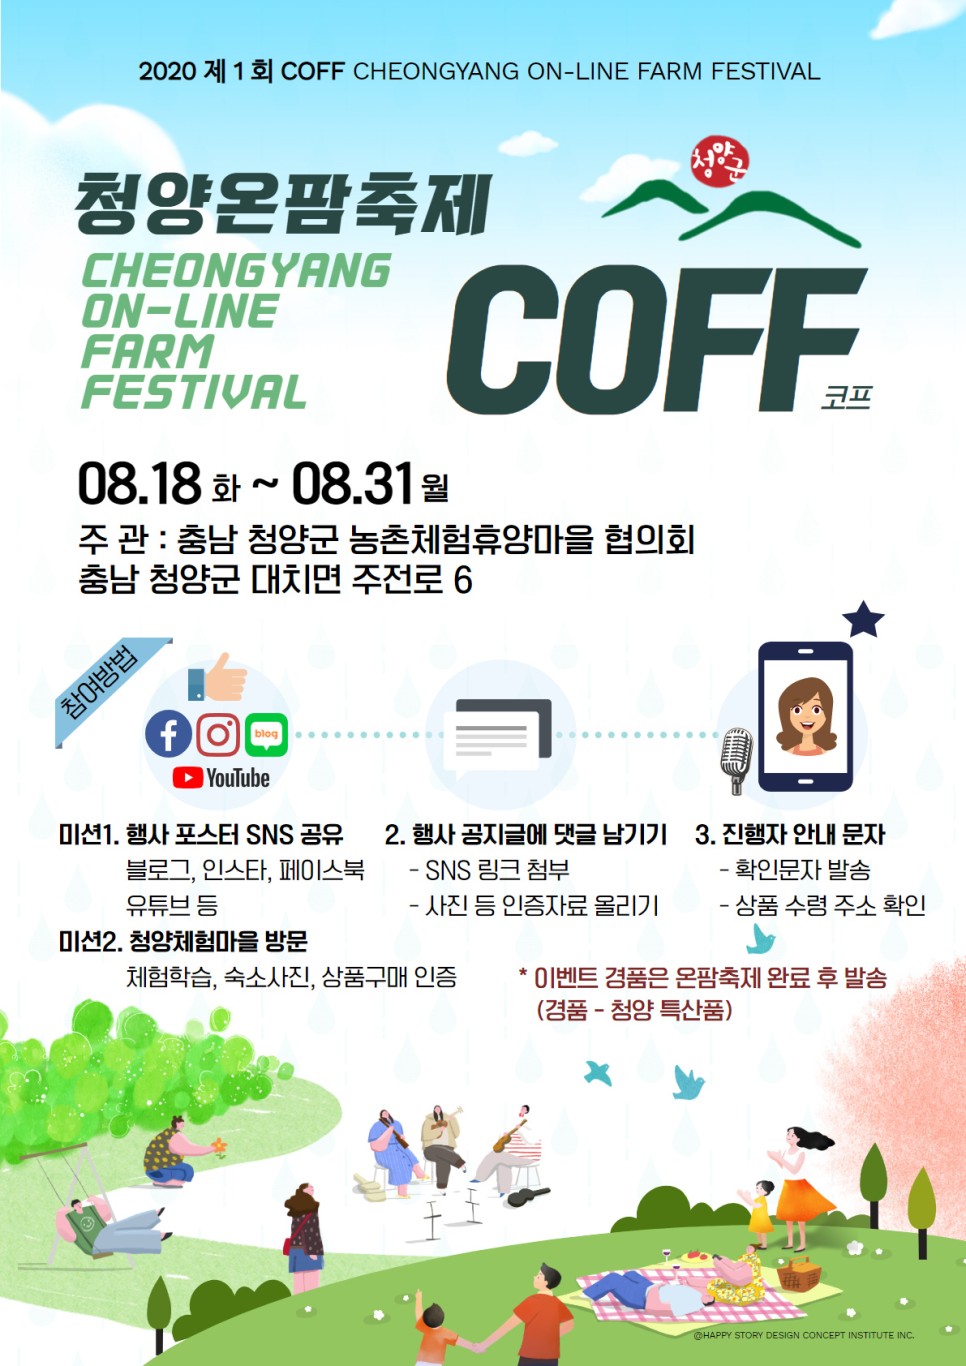 2020 제 1 회 COFF CHEONGYANG ON-LINE FARM FESTIVAL
청양군
청양온팜축제
CHEONGYANG
ON-LINE
FARM
FESTIVAL
COFF
코프
08.18 화 ~ 08.31 월
주 관 : 충남 청양군 농촌체험휴양마을 협의회
충남 청양군 대치면 주전로 6
참여방법
f
blog
YouTube
미션1. 행사 포스터 SNS 공유
블로그, 인스타, 페이스북
유튜브 등
미션2. 청양체험마을 방문
체험학습, 숙소사진, 상품구매 인증
2. 행사 공지글에 댓글 남기기
- SNS 링크 첨부
- 사진 등 인증자료 올리기
3. 진행자 안내 문자
- 확인문자 발송
- 상품 수령 주소 확인
* 이벤트 경품은 온팜축제 완료 후 발송
(경품 - 청양 특산품)
@HAPPY STORY DESIGN CONCEPT INSTITUTE INC.